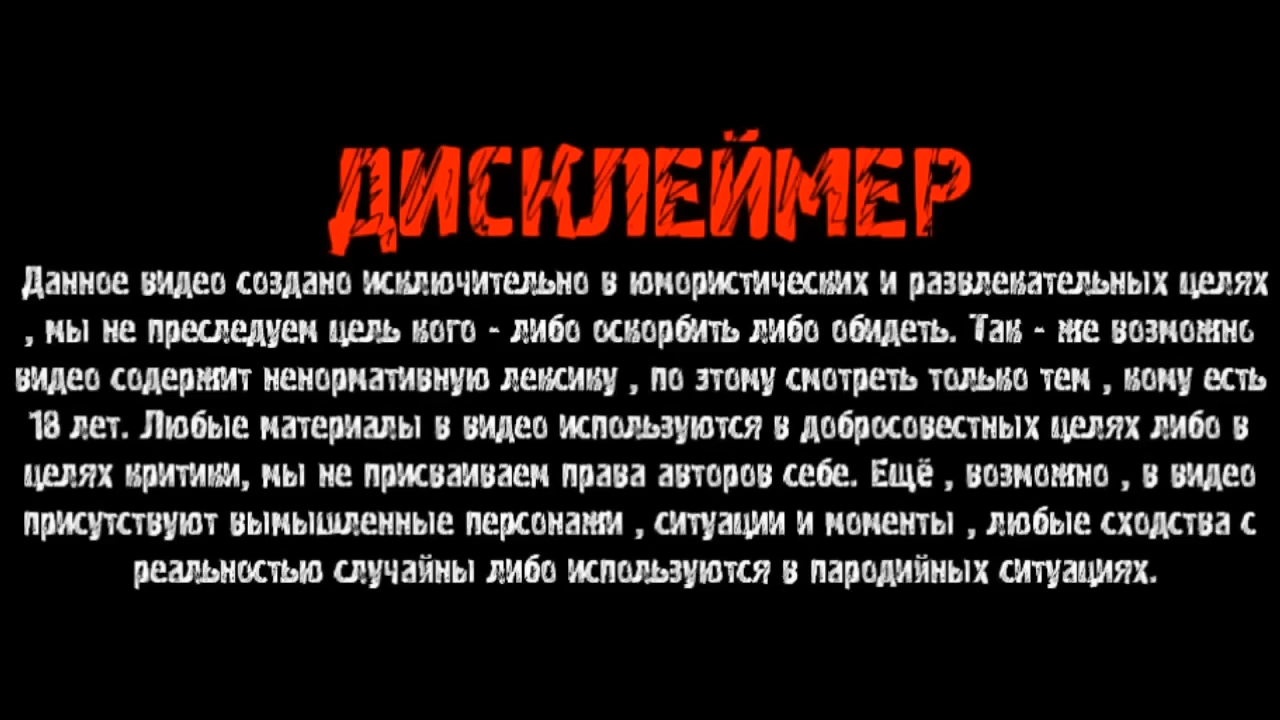 ДИСКЛЕЙМЕР
Данное видео создано исключительно в юмористических и развлекательных целях
, мы не преследуем цель кого - либо оскорбить либо обидеть. Так - же возможно
видео содержит ненормативную лексику , по этому смотреть только тем , кому есть
18 лет. Любые материалы в видео используются в добросовестных целях либо в
целях критики, мы не присваиваем права авторов себе. Ещё , возможно , в видео
присутствуют вымышленные персонажи , ситуации и моменты , любые сходства с
реальностью случайны либо используются в пародийных ситуациях.